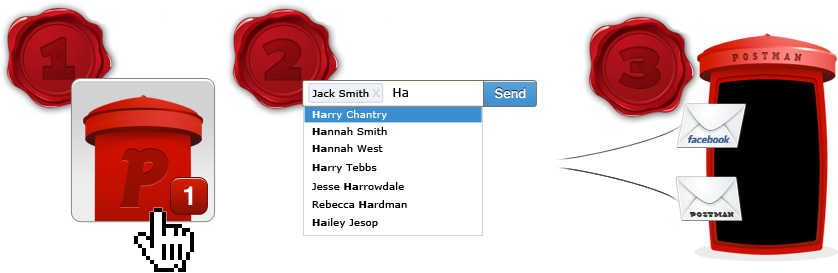 1
P
1
2
Jack Smith X Ha Send
Harry Chantry
Hannah Smith
Hannah West
Harry Tebbs
Jesse Harrowdale
Rebecca Hardman
Hailey Jesop
3
POSTMAN
facebook
POSTMAN